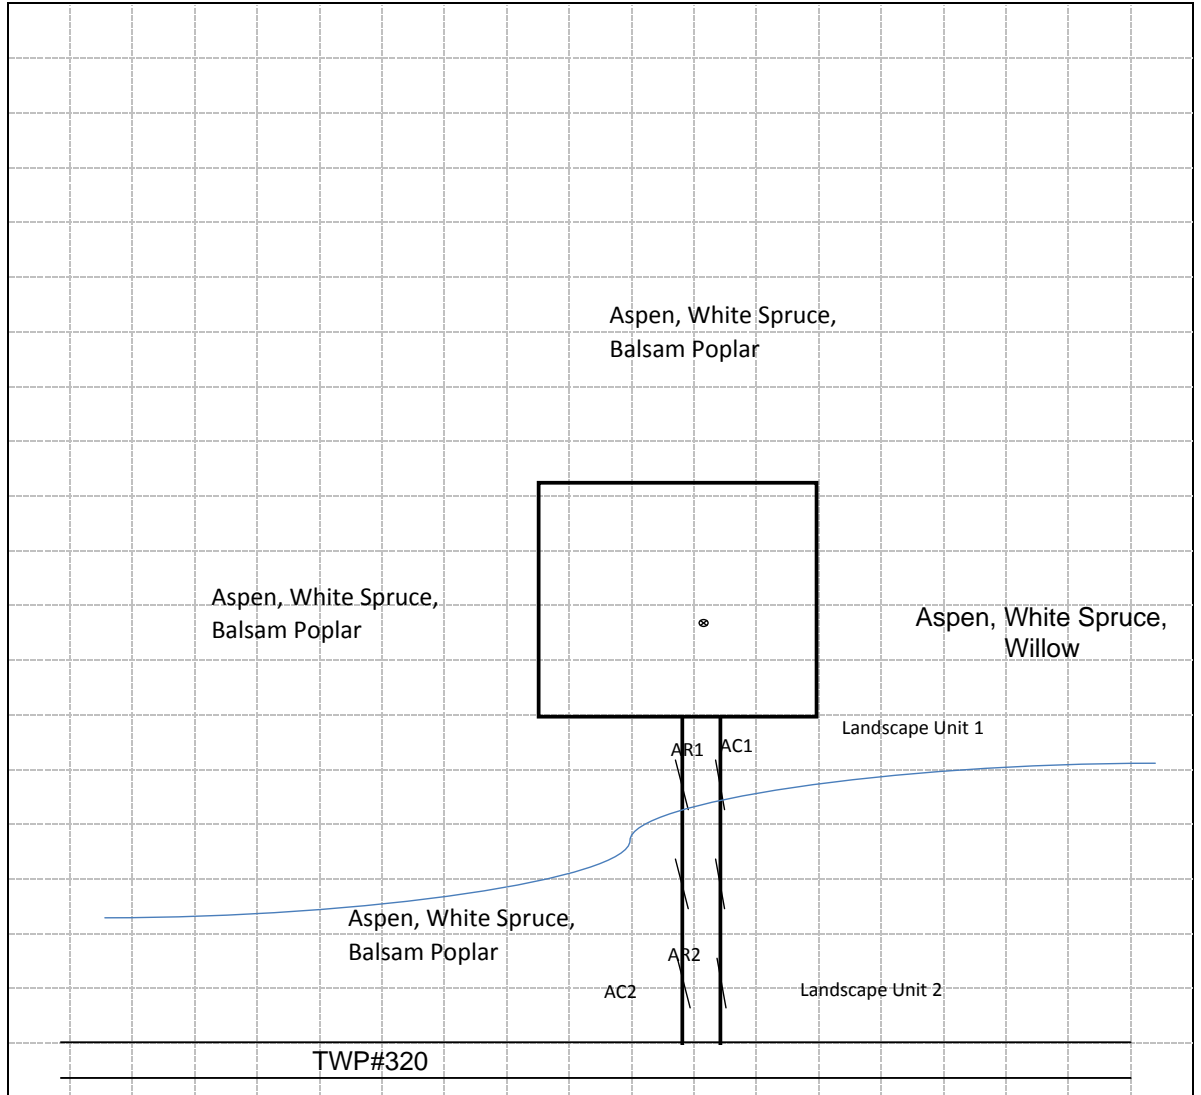 Aspen, White Spruce,
Balsam Poplar
Aspen, White Spruce,
Balsam Poplar
Aspen, White Spruce,
Willow
Landscape Unit 1
AR1
AC1
Aspen, White Spruce,
Balsam Poplar
AR2
AC2
Landscape Unit 2
TWP#320